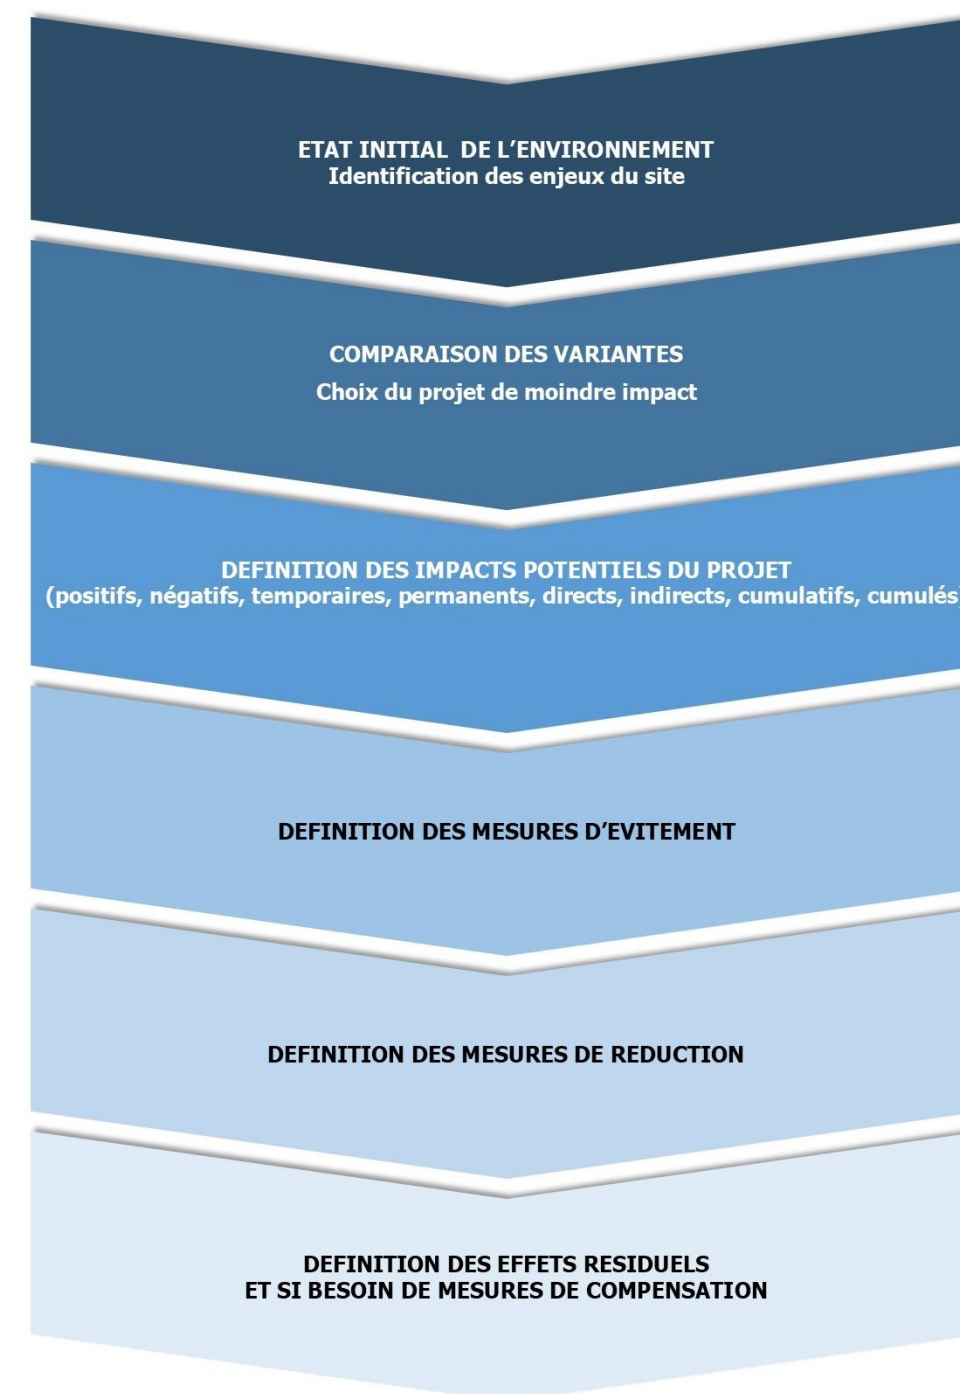 ETAT INITIAL DE L'ENVIRONNEMENT
Identification des enjeux du site
COMPARAISON DES VARIANTES
Choix du projet de moindre impact
DEFINITION DES IMPACTS POTENTIELS DU PROJET
(positifs, négatifs, temporaires, permanents, directs, indirects, cumulatifs, cumulés)
DEFINITION DES MESURES D'EVITEMENT
DEFINITION DES MESURES DE REDUCTION
DEFINITION DES EFFETS RESIDUELS
ET SI BESOIN DE MESURES DE COMPENSATION